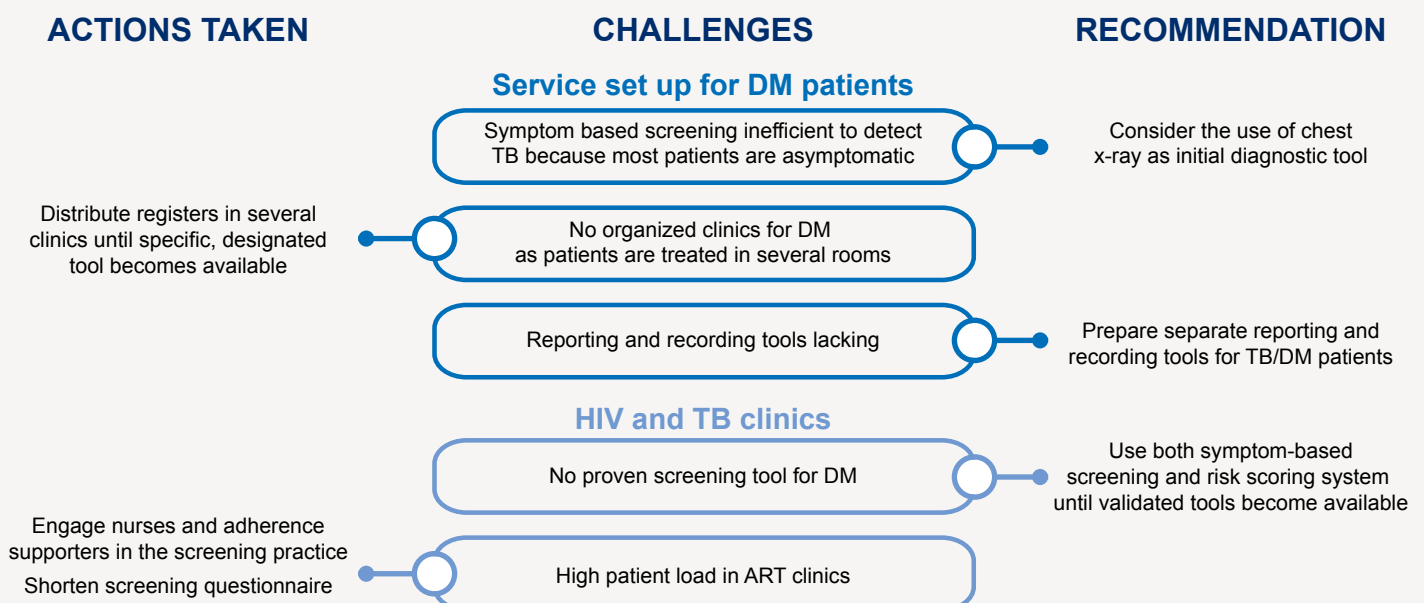 ACTIONS TAKEN
CHALLENGES
RECOMMENDATION
Service set up for DM patients
Symptom based screening inefficient to detect
TB because most patients are asymptomatic
Consider the use of chest
x-ray as initial diagnostic tool
Distribute registers in several
clinics until specific, designated
tool becomes available
No organized clinics for DM
as patients are treated in several rooms
Reporting and recording tools lacking
Prepare separate reporting and
recording tools for TB/DM patients
HIV and TB clinics
No proven screening tool for DM
Use both symptom-based
screening and risk scoring system
until validated tools become available
Engage nurses and adherence
supporters in the screening practice
Shorten screening questionnaire
High patient load in ART clinics